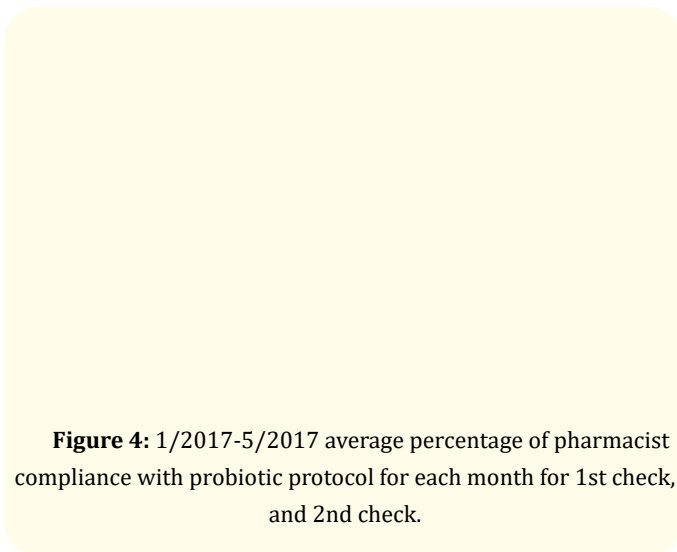 Figure 4: 1/2017-5/2017 average percentage of pharmacist
compliance with probiotic protocol for each month for 1st check,
and 2nd check.